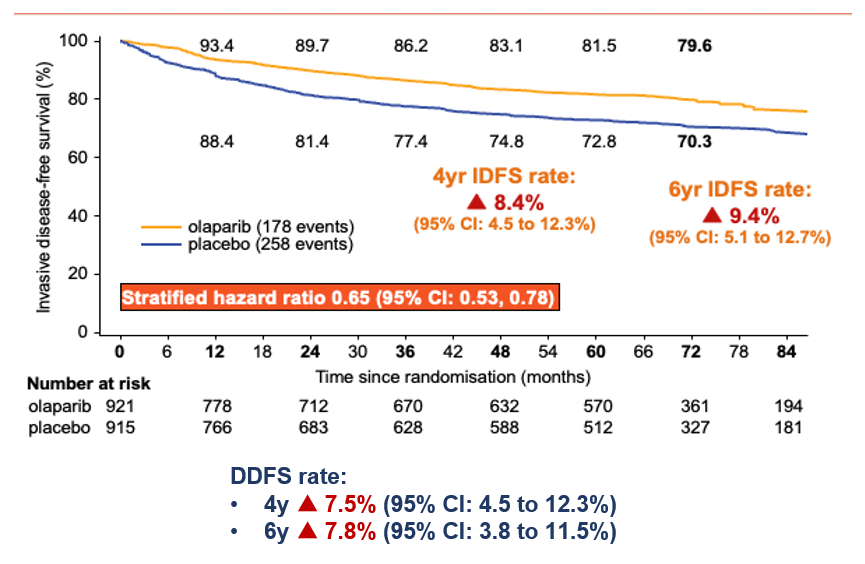 100
93.4 89.7 86.2 83.1 81.5 79.6
80
88.4 81.4 77.4 74.8 72.8 70.3
60
4yr IDFS rate:
▲ 8.4%
(95% CI: 4.5 to 12.3%)
6yr IDFS rate:
▲ 9.4%
(95% CI: 5.1 to 12.7%)
40
Invasive disease-free survival (%)
olaparib (178 events)
placebo (258 events)
20
Stratified hazard ratio 0.65 (95% CI: 0.53, 0.78)
0
0 6 12 18 24 30 36 42 48 54 60 66 72 78 84
Time since randomisation (months)
Number at risk
olaparib 921 778 712 670 632 570 361 194
placebo 915 766 683 628 588 512 327 181
DDFS rate:
• 4y ▲ 7.5% (95% CI: 4.5 to 12.3%)
• 6y ▲ 7.8% (95% CI: 3.8 to 11.5%)